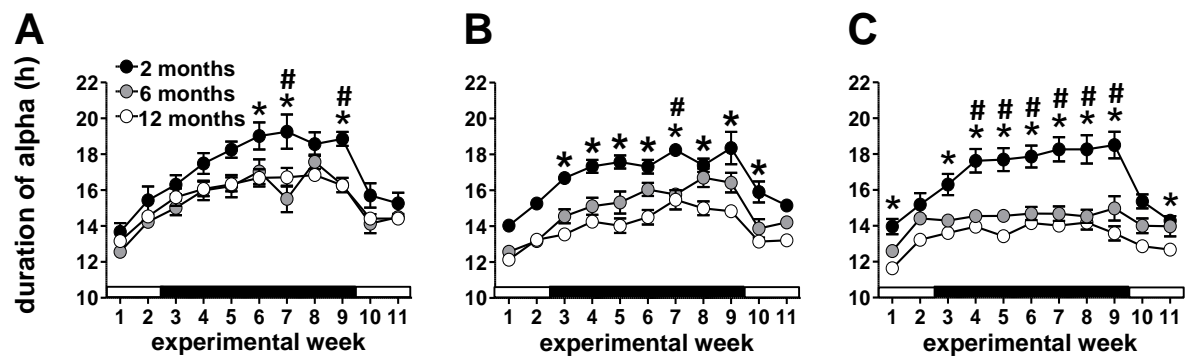 A
B
C
duration of alpha (h)
2 months
6 months
12 months
22
20
18
16
14
12
10
* # * # *
1 2 3 4 5 6 7 8 9 10 11
experimental week
22
20
18
16
14
12
10
* * * * # * * * *
1 2 3 4 5 6 7 8 9 10 11
experimental week
22
20
18
16
14
12
10
* * # * # * # * # * # * # * *
1 2 3 4 5 6 7 8 9 10 11
experimental week